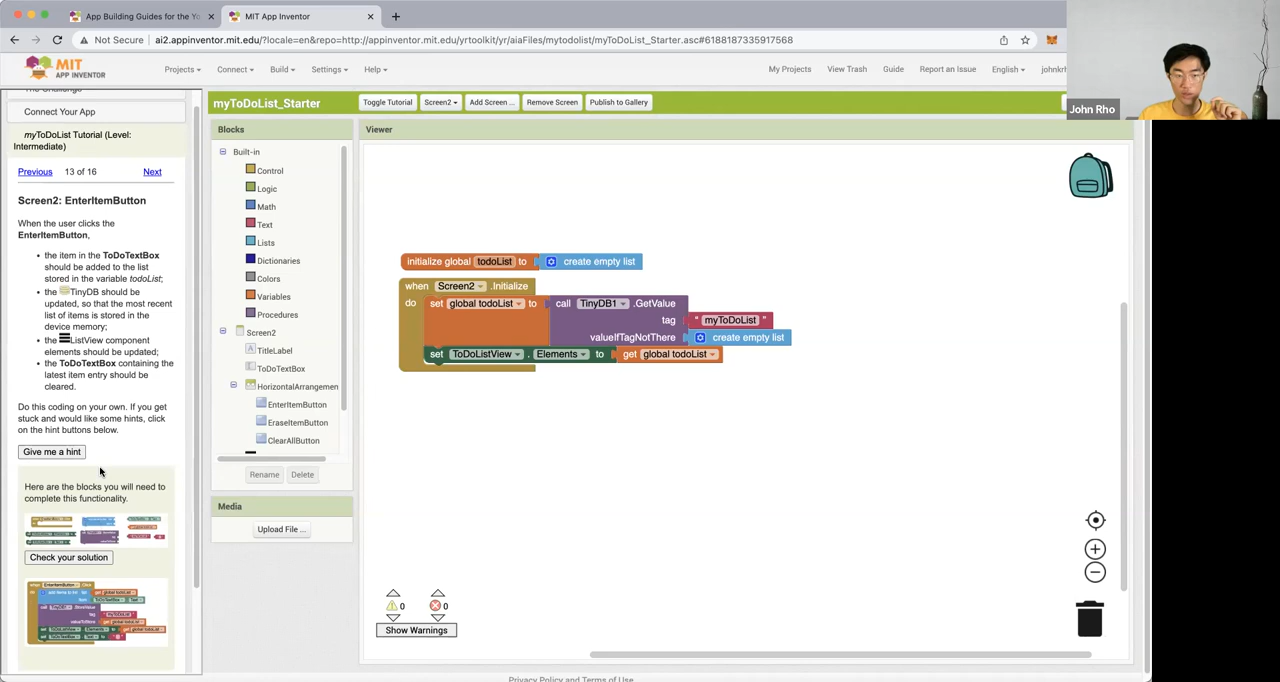 App Building Guides for the Yo
MIT App Inventor
Not Secure
ai2.appinventor.mit.edu/?locale=en&repo=http://appinventor.mit.edu/yrtoolkit/yr/aiaFiles/mytodolist/myToDoList_Starter.asc#6188187335917568
MIT
APP INVENTOR
Projects
Connect
Build
Settings
Help
My Projects
View Trash
Guide
Report an Issue
English
John Rho
The Challenge
Connect Your App
myToDoList Tutorial (Level:
Intermediate)
Previous 13 of 16 Next
Screen2: EnterItemButton
When the user clicks the
EnterItemButton,
the item in the ToDoTextBox
should be added to the list
stored in the variable todoList;
the TinyDB should be
updated, so that the most recent
list of items is stored in the
device memory;
the ListView component
elements should be updated;
the ToDoTextBox containing the
latest item entry should be
cleared.
Do this coding on your own. If you get
stuck and would like some hints, click
on the hint buttons below.
Give me a hint
Here are the blocks you will need to
complete this functionality.
Check your solution
myToDoList_Starter
Toggle Tutorial
Screen2
Add Screen ...
Remove Screen
Publish to Gallery
Blocks
Built-in
Control
Logic
Math
Text
Lists
Dictionaries
Colors
Variables
Procedures
Screen2
TitleLabel
ToDoTextBox
HorizontalArrangemen
EnterItemButton
EraseItemButton
ClearAllButton
Rename
Delete
Media
Upload File ...
Viewer
initialize global todoList to create empty list
when Screen2 .Initialize
do set global todoList to call TinyDB1 .GetValue
tag " myToDoList "
valueIfTagNotThere create empty list
set ToDoListView . Elements to get global todoList
0
0
Show Warnings
Privacy Policy and Terms of Use